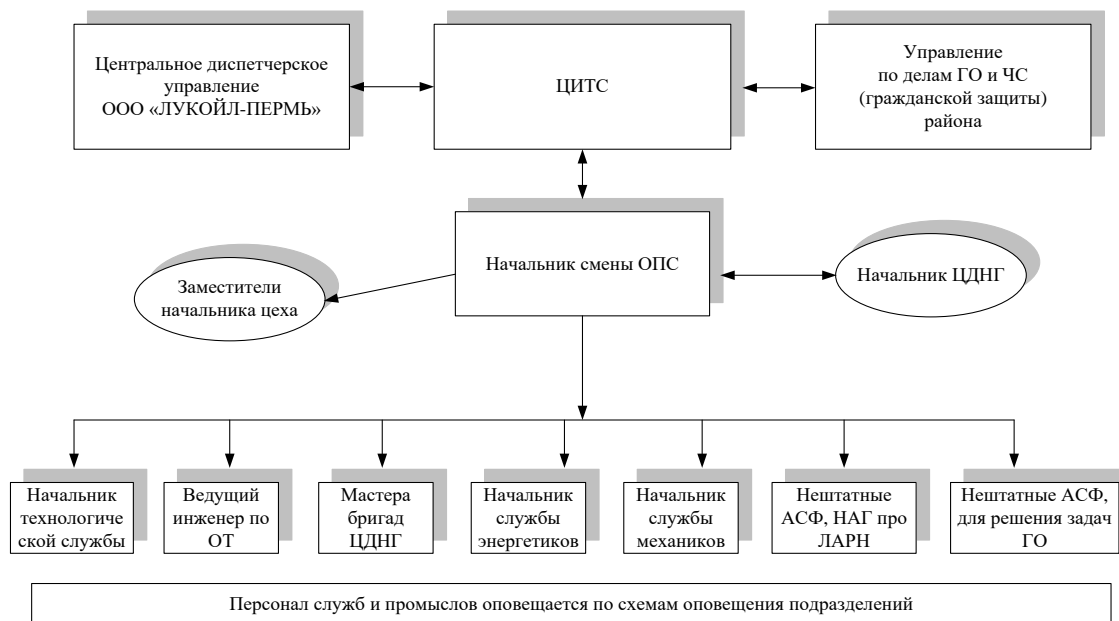 Центральное диспетчерское
управление
ООО «ЛУКОЙЛ-ПЕРМЬ»
ЦИТС
Управление
по делам ГО и ЧС
(гражданской защиты)
района
Начальник смены ОПС
Начальник ЦДНГ
Заместители
начальника цеха
Начальник
технологиче
ской службы
Ведущий
инженер по
ОТ
Мастера
бригад
ЦДНГ
Начальник
службы
энергетиков
Начальник
службы
механиков
Нештатные
АСФ, НАГ про
ЛАРН
Нештатные АСФ,
для решения задач
ГО
Персонал служб и промыслов оповещается по схемам оповещения подразделений